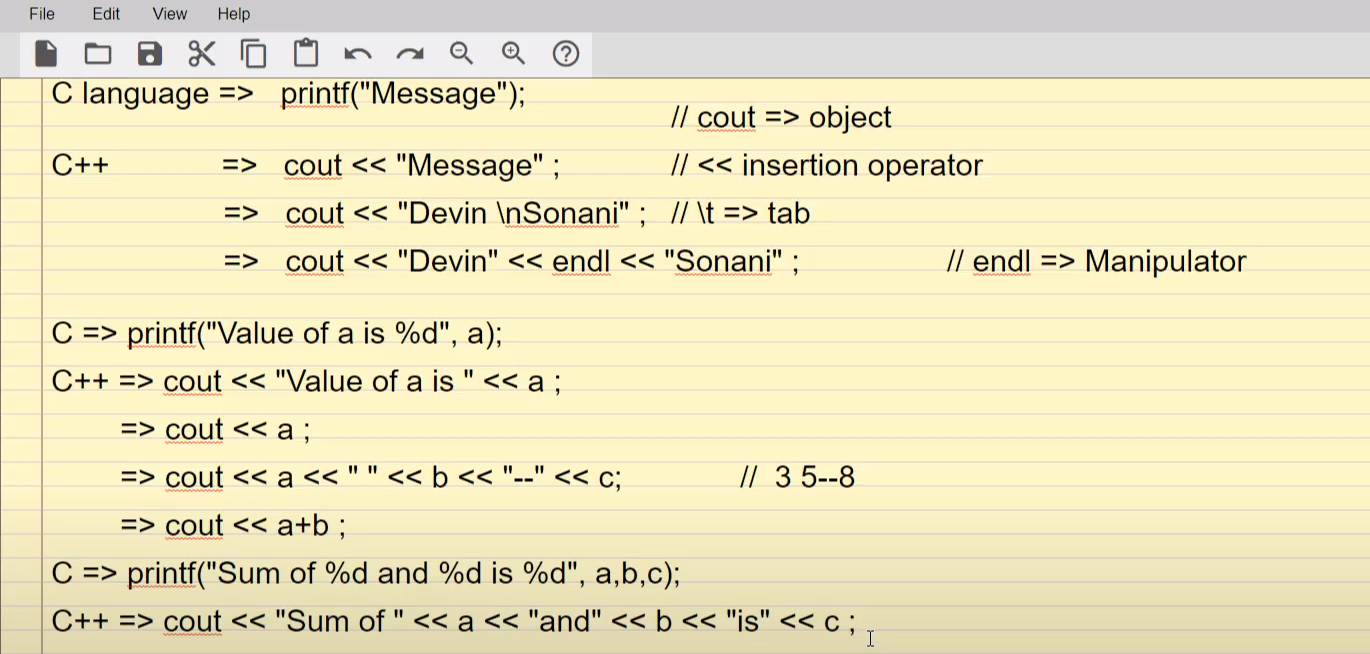 File Edit View Help
C language => printf("Message");
// cout => object
C++ => cout << "Message" ; // << insertion operator
=> cout << "Devin \nSonani" ; // \t => tab
=> cout << "Devin" << endl << "Sonani" ; // endl => Manipulator
C => printf("Value of a is %d", a);
C++ => cout << "Value of a is " << a ;
=> cout << a ;
=> cout << a << " " << b << "--" << c; // 3 5--8
=> cout << a+b ;
C => printf("Sum of %d and %d is %d", a,b,c);
C++ => cout << "Sum of " << a << "and" << b << "is" << c ;